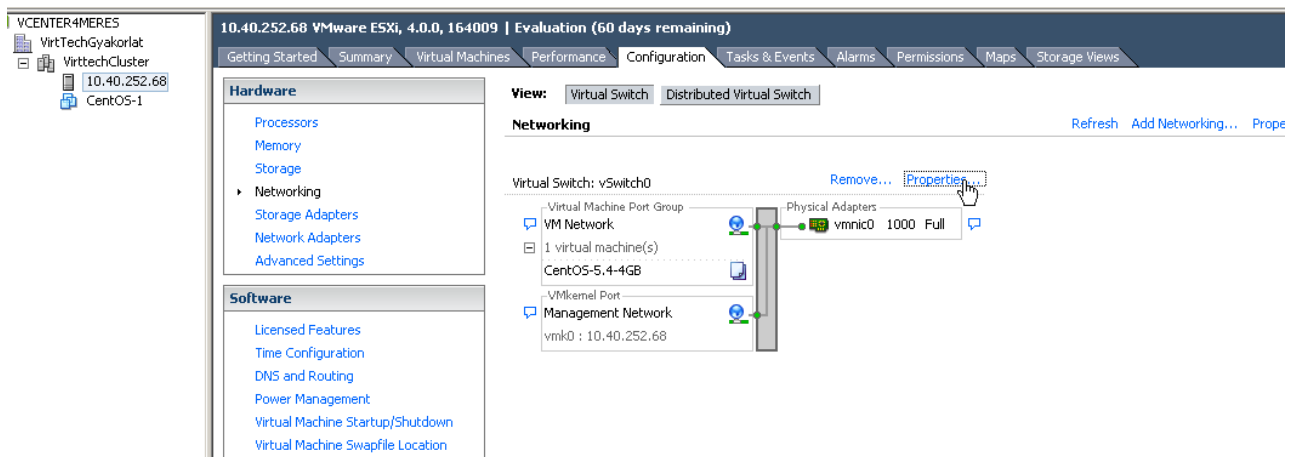 VCENTER4MERES
VirtTechGyakorlat
VirttechCluster
10.40.252.68
CentOS-1
10.40.252.68 VMware ESXi, 4.0.0, 164009 | Evaluation (60 days remaining)
Getting Started Summary Virtual Machines Performance Configuration Tasks & Events Alarms Permissions Maps Storage Views
Hardware
Processors
Memory
Storage
Networking
Storage Adapters
Network Adapters
Advanced Settings
Software
Licensed Features
Time Configuration
DNS and Routing
Power Management
Virtual Machine Startup/Shutdown
Virtual Machine Swapfile Location
View: Virtual Switch Distributed Virtual Switch
Networking Refresh Add Networking... Prope
Virtual Switch: vSwitch0 Remove... Properties...
Virtual Machine Port Group Physical Adapters
VM Network vmnic0 1000 Full
1 virtual machine(s)
CentOS-5.4-4GB
VMkernel Port
Management Network
vmk0 : 10.40.252.68